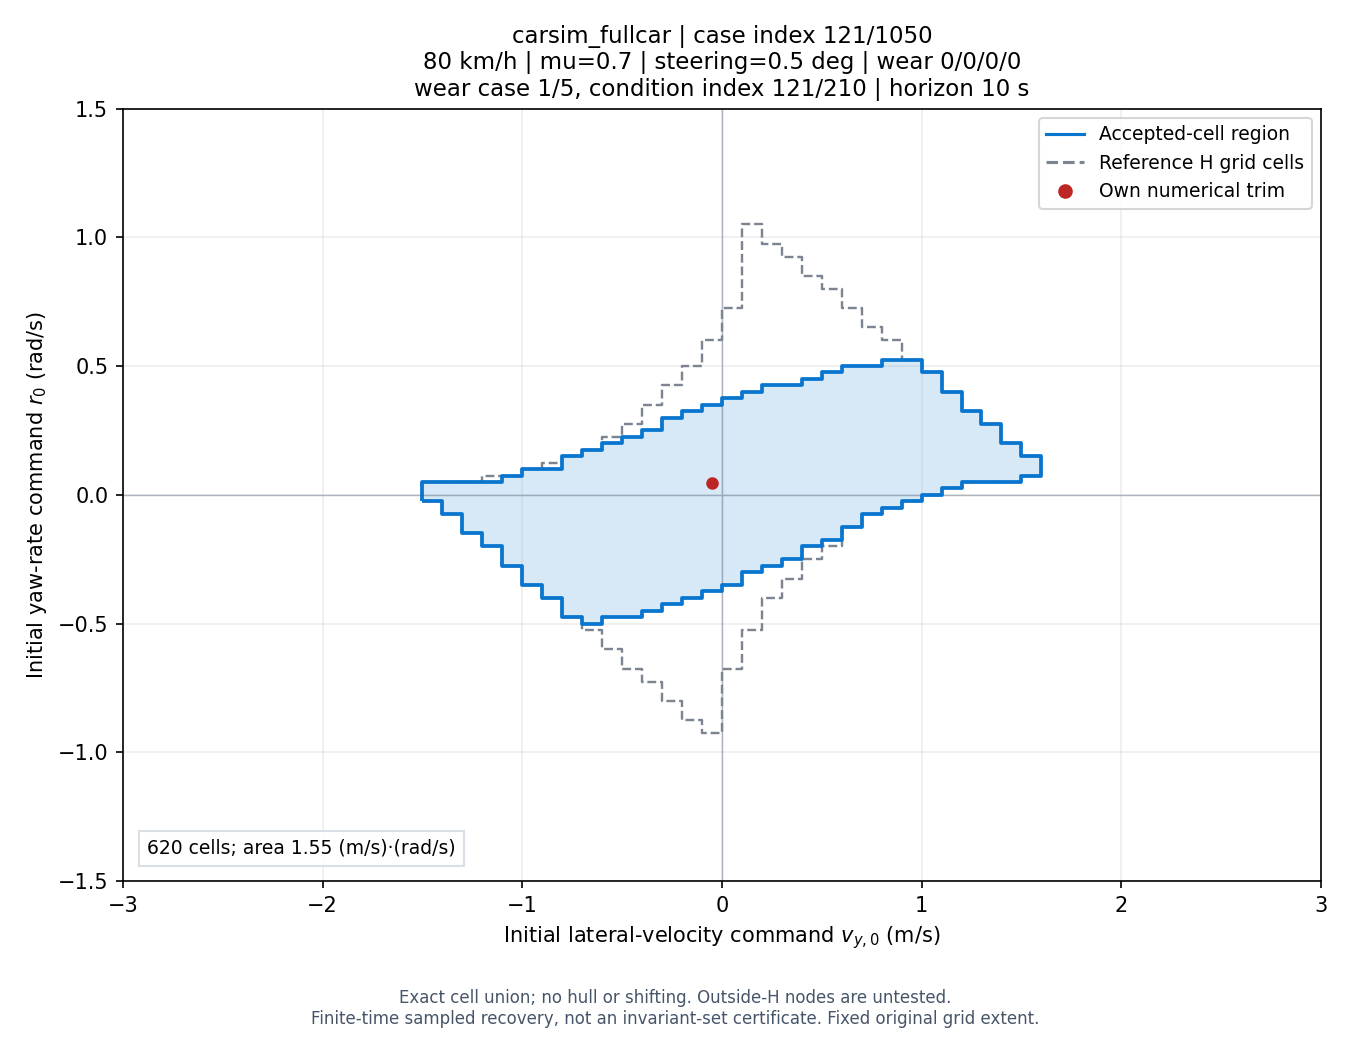 carsim_fullcar | case index 121/1050
80 km/h | mu=0.7 | steering=0.5 deg | wear 0/0/0/0
wear case 1/5, condition index 121/210 | horizon 10 s
Accepted-cell region
Reference H grid cells
Own numerical trim
1.5
1.0
0.5
0.0
−0.5
−1.0
−1.5
Initial yaw-rate command r₀ (rad/s)
620 cells; area 1.55 (m/s)·(rad/s)
−3
−2
−1
0
1
2
3
Initial lateral-velocity command v_{y,0} (m/s)
Exact cell union; no hull or shifting. Outside-H nodes are untested.
Finite-time sampled recovery, not an invariant-set certificate. Fixed original grid extent.